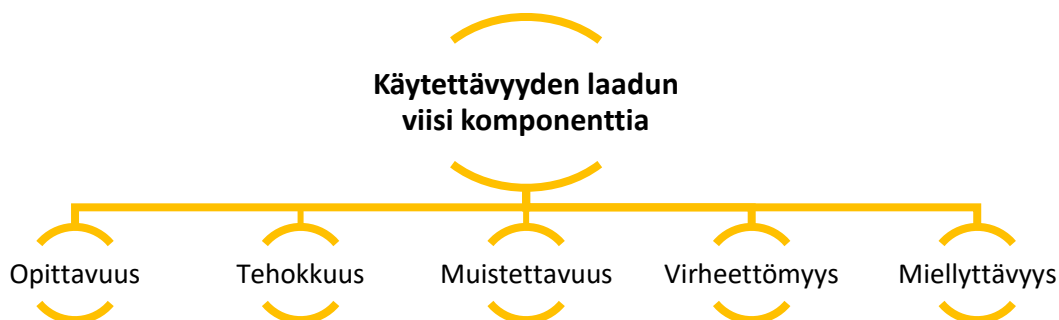 Käytettävyyden laadun
viisi komponenttia
Opittavuus
Tehokkuus
Muistettavuus
Virheettömyys
Miellyttävyys